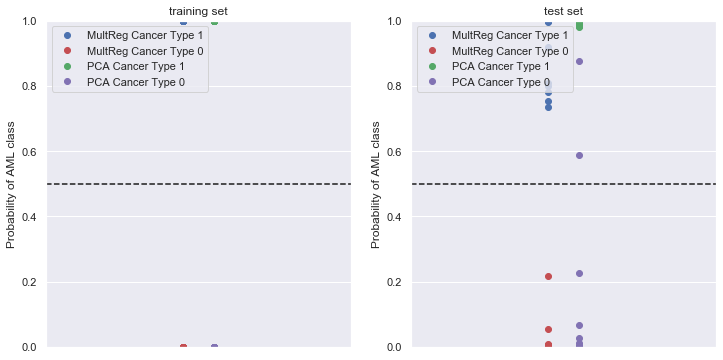 training set
1.0
0.8
0.6
0.4
0.2
0.0
Probability of AML class
MultReg Cancer Type 1
MultReg Cancer Type 0
PCA Cancer Type 1
PCA Cancer Type 0
test set
1.0
0.8
0.6
0.4
0.2
0.0
Probability of AML class
MultReg Cancer Type 1
MultReg Cancer Type 0
PCA Cancer Type 1
PCA Cancer Type 0